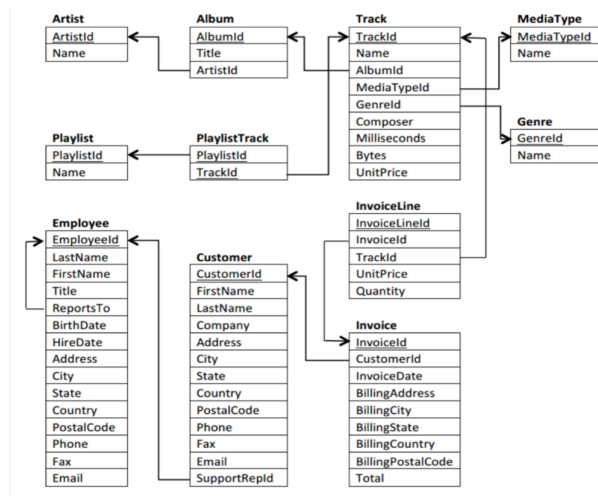 Artist
ArtistId
Name
Album
AlbumId
Title
ArtistId
Track
TrackId
Name
AlbumId
MediaTypeId
GenreId
Composer
Milliseconds
Bytes
UnitPrice
MediaType
MediaTypeId
Name
Genre
GenreId
Name
Playlist
PlaylistId
Name
PlaylistTrack
PlaylistId
TrackId
Employee
EmployeeId
LastName
FirstName
Title
ReportsTo
BirthDate
HireDate
Address
City
State
Country
PostalCode
Phone
Fax
Email
Customer
CustomerId
FirstName
LastName
Company
Address
City
State
Country
PostalCode
Phone
Fax
Email
SupportRepId
InvoiceLine
InvoiceLineId
InvoiceId
TrackId
UnitPrice
Quantity
Invoice
InvoiceId
CustomerId
InvoiceDate
BillingAddress
BillingCity
BillingState
BillingCountry
BillingPostalCode
Total